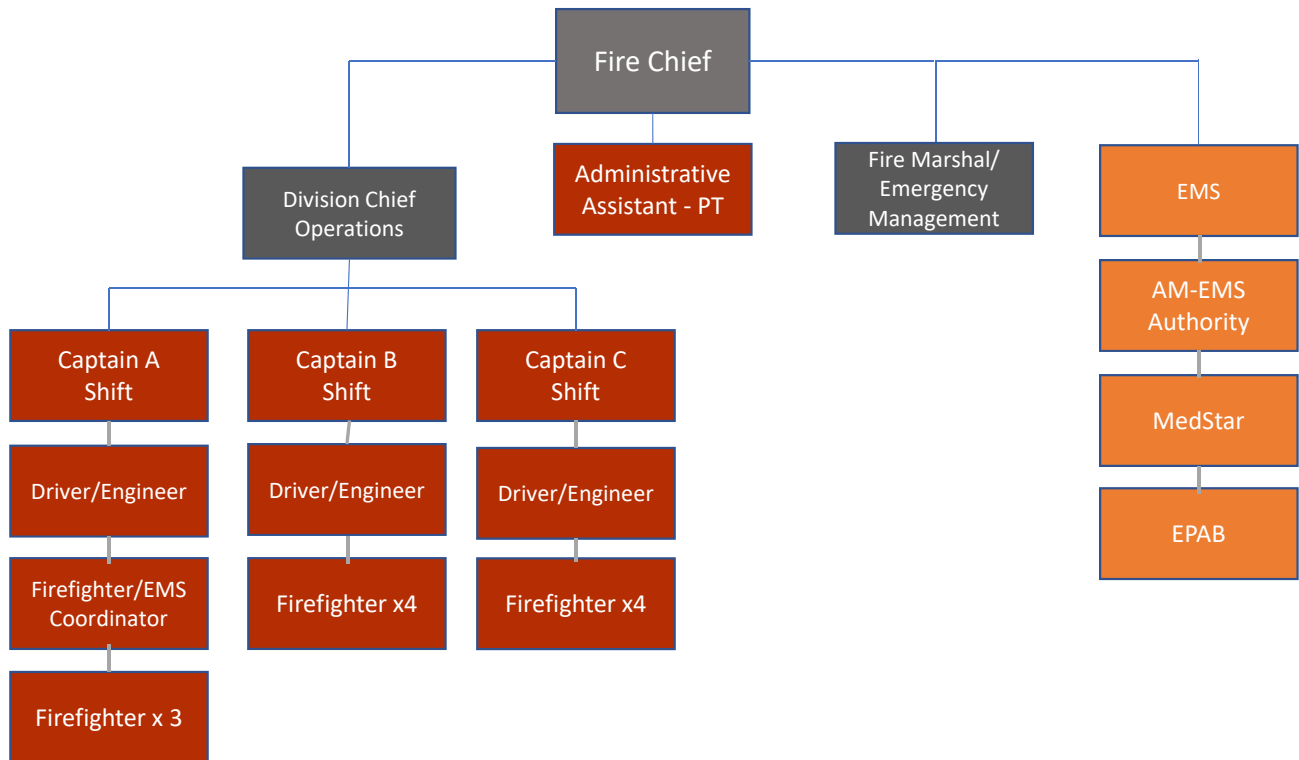 Fire Chief
Administrative
Assistant - PT
Fire Marshal/
Emergency
Management
EMS
Division Chief
Operations
AM-EMS
Authority
Captain A
Shift
Captain B
Shift
Captain C
Shift
MedStar
Driver/Engineer
Driver/Engineer
Driver/Engineer
EPAB
Firefighter/EMS
Coordinator
Firefighter x4
Firefighter x4
Firefighter x 3